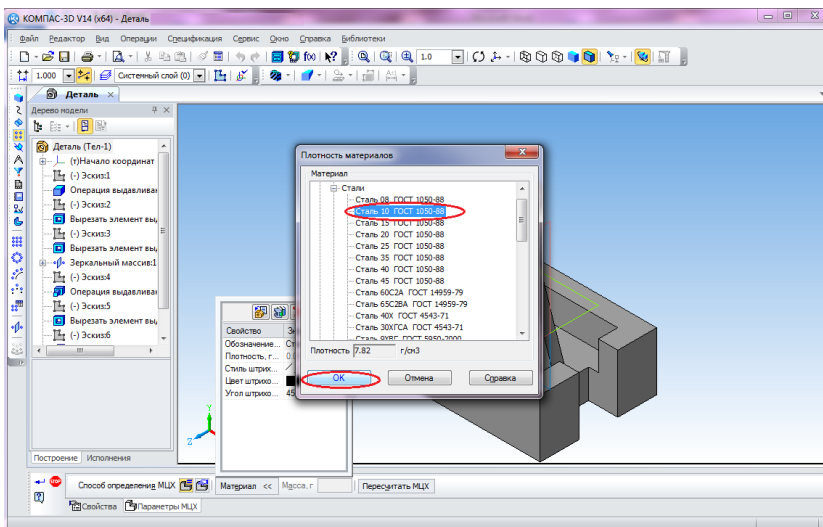 КОМПАС-3D V14 (x64) - Деталь
Файл Редактор Вид Операции Спецификация Сервис Окно Справка Библиотеки
1.0
1.000 Системный слой (0)
Деталь
Дерево модели
Деталь (Тел-1)
(т)Начало координат
(-) Эскиз:1
Операция выдавливан
(-) Эскиз:2
Вырезать элемент вы
(-) Эскиз:3
Вырезать элемент вы
Зеркальный массив:1
(-) Эскиз:4
Операция выдавливан
(-) Эскиз:5
Вырезать элемент вы
(-) Эскиз:6
Построение Исполнения
Плотность материалов
Материал
Стали
Сталь 08 ГОСТ 1050-88
Сталь 10 ГОСТ 1050-88
Сталь 15 ГОСТ 1050-88
Сталь 20 ГОСТ 1050-88
Сталь 25 ГОСТ 1050-88
Сталь 35 ГОСТ 1050-88
Сталь 40 ГОСТ 1050-88
Сталь 45 ГОСТ 1050-88
Сталь 60С2А ГОСТ 14959-79
Сталь 65С2ВА ГОСТ 14959-79
Сталь 40Х ГОСТ 4543-71
Сталь 30ХГСА ГОСТ 4543-71
Сталь 9ХВГ ГОСТ 5950-2000
Плотность 7.82 г/см3
OK Отмена Справка
Свойство
Обозначение...
Плотность, г...
Стиль штрих...
Цвет штрихо...
Угол штрихо... 45
Y
Z
Способ определения МЦХ Материал << Масса, г Пересчитать МЦХ
Свойства Параметры МЦХ